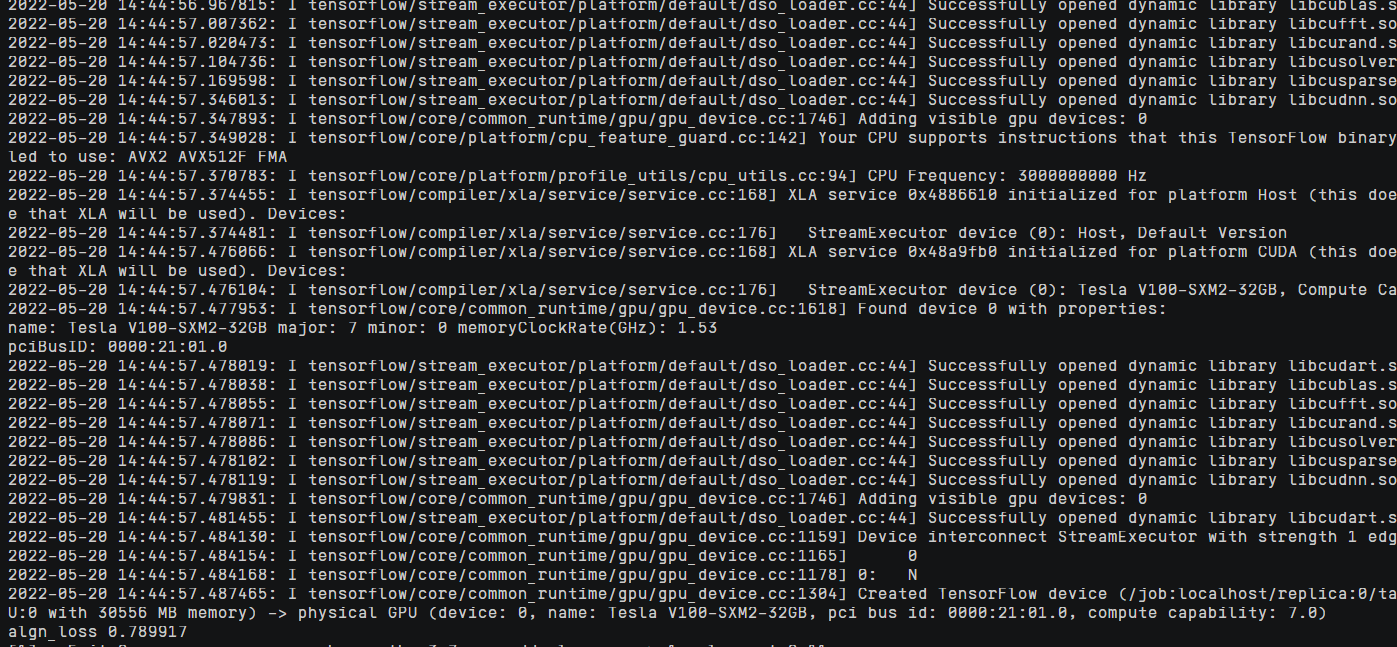 2022-05-20 14:44:56.967815: I tensorflow/stream_executor/platform/default/dso_loader.cc:44] Successfully opened dynamic library libcublas.s
2022-05-20 14:44:57.007362: I tensorflow/stream_executor/platform/default/dso_loader.cc:44] Successfully opened dynamic library libcufft.so
2022-05-20 14:44:57.020473: I tensorflow/stream_executor/platform/default/dso_loader.cc:44] Successfully opened dynamic library libcurand.s
2022-05-20 14:44:57.104736: I tensorflow/stream_executor/platform/default/dso_loader.cc:44] Successfully opened dynamic library libcusolver
2022-05-20 14:44:57.169598: I tensorflow/stream_executor/platform/default/dso_loader.cc:44] Successfully opened dynamic library libcusparse
2022-05-20 14:44:57.346013: I tensorflow/stream_executor/platform/default/dso_loader.cc:44] Successfully opened dynamic library libcudnn.so
2022-05-20 14:44:57.347893: I tensorflow/core/common_runtime/gpu/gpu_device.cc:1746] Adding visible gpu devices: 0
2022-05-20 14:44:57.349028: I tensorflow/core/platform/cpu_feature_guard.cc:142] Your CPU supports instructions that this TensorFlow binary
led to use: AVX2 AVX512F FMA
2022-05-20 14:44:57.370783: I tensorflow/core/platform/profile_utils/cpu_utils.cc:94] CPU Frequency: 3000000000 Hz
2022-05-20 14:44:57.374455: I tensorflow/compiler/xla/service/service.cc:168] XLA service 0x4886610 initialized for platform Host (this doe
e that XLA will be used). Devices:
2022-05-20 14:44:57.374481: I tensorflow/compiler/xla/service/service.cc:176]   StreamExecutor device (0): Host, Default Version
2022-05-20 14:44:57.476066: I tensorflow/compiler/xla/service/service.cc:168] XLA service 0x48a9fb0 initialized for platform CUDA (this doe
e that XLA will be used). Devices:
2022-05-20 14:44:57.476104: I tensorflow/compiler/xla/service/service.cc:176]   StreamExecutor device (0): Tesla V100-SXM2-32GB, Compute Ca
2022-05-20 14:44:57.477953: I tensorflow/core/common_runtime/gpu/gpu_device.cc:1618] Found device 0 with properties:
name: Tesla V100-SXM2-32GB major: 7 minor: 0 memoryClockRate(GHz): 1.53
pciBusID: 0000:21:01.0
2022-05-20 14:44:57.478019: I tensorflow/stream_executor/platform/default/dso_loader.cc:44] Successfully opened dynamic library libcudart.s
2022-05-20 14:44:57.478038: I tensorflow/stream_executor/platform/default/dso_loader.cc:44] Successfully opened dynamic library libcublas.s
2022-05-20 14:44:57.478055: I tensorflow/stream_executor/platform/default/dso_loader.cc:44] Successfully opened dynamic library libcufft.so
2022-05-20 14:44:57.478071: I tensorflow/stream_executor/platform/default/dso_loader.cc:44] Successfully opened dynamic library libcurand.s
2022-05-20 14:44:57.478086: I tensorflow/stream_executor/platform/default/dso_loader.cc:44] Successfully opened dynamic library libcusolver
2022-05-20 14:44:57.478102: I tensorflow/stream_executor/platform/default/dso_loader.cc:44] Successfully opened dynamic library libcusparse
2022-05-20 14:44:57.478119: I tensorflow/stream_executor/platform/default/dso_loader.cc:44] Successfully opened dynamic library libcudnn.so
2022-05-20 14:44:57.479831: I tensorflow/core/common_runtime/gpu/gpu_device.cc:1746] Adding visible gpu devices: 0
2022-05-20 14:44:57.481455: I tensorflow/stream_executor/platform/default/dso_loader.cc:44] Successfully opened dynamic library libcudart.s
2022-05-20 14:44:57.484130: I tensorflow/core/common_runtime/gpu/gpu_device.cc:1159] Device interconnect StreamExecutor with strength 1 edg
2022-05-20 14:44:57.484154: I tensorflow/core/common_runtime/gpu/gpu_device.cc:1165]      0
2022-05-20 14:44:57.484168: I tensorflow/core/common_runtime/gpu/gpu_device.cc:1178] 0:   N
2022-05-20 14:44:57.487465: I tensorflow/core/common_runtime/gpu/gpu_device.cc:1304] Created TensorFlow device (/job:localhost/replica:0/ta
U:0 with 30556 MB memory) -> physical GPU (device: 0, name: Tesla V100-SXM2-32GB, pci bus id: 0000:21:01.0, compute capability: 7.0)
algn_loss 0.789917